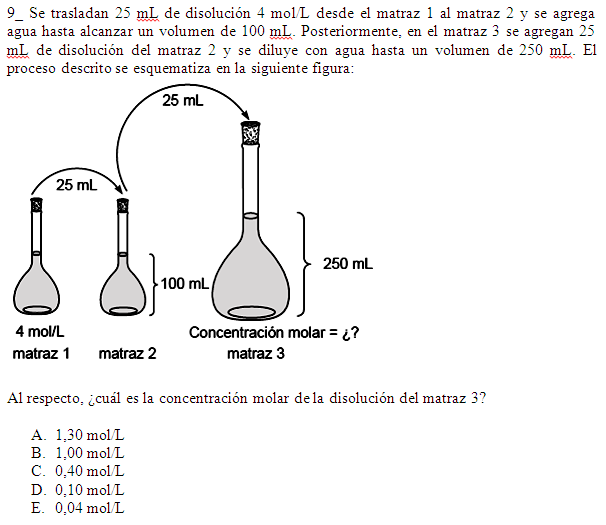 9_ Se trasladan 25 mL de disolución 4 mol/L desde el matraz 1 al matraz 2 y se agrega
agua hasta alcanzar un volumen de 100 mL. Posteriormente, en el matraz 3 se agregan 25
mL de disolución del matraz 2 y se diluye con agua hasta un volumen de 250 mL. El
proceso descrito se esquematiza en la siguiente figura:
25 mL
25 mL
250 mL
100 mL
4 mol/L
Concentración molar = ¿?
matraz 1
matraz 2
matraz 3
Al respecto, ¿cuál es la concentración molar de la disolución del matraz 3?
A. 1,30 mol/L
B. 1,00 mol/L
C. 0,40 mol/L
D. 0,10 mol/L
E. 0,04 mol/L